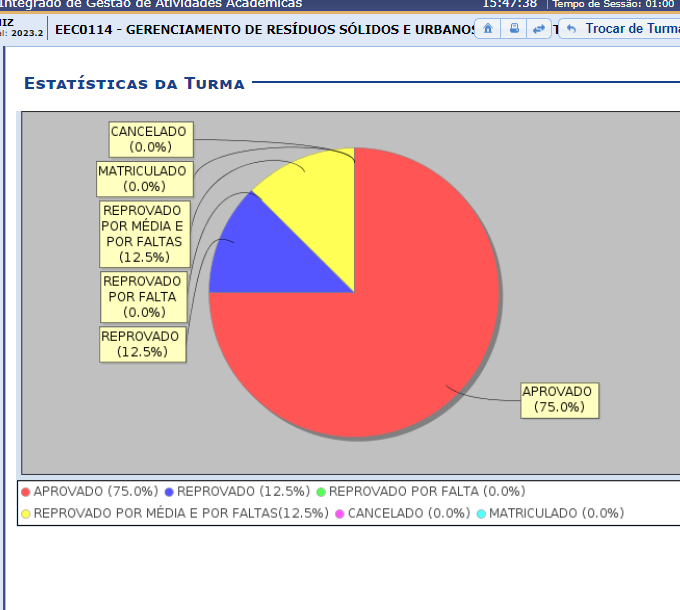 Integrado de Gestão de Atividades Acadêmicas 15:47:38 Tempo de Sessão: 01:00
2023.2 EEC0114 - GERENCIAMENTO DE RESÍDUOS SÓLIDOS E URBANOS T Trocar de Turma
Estatísticas da Turma
CANCELADO
(0.0%)
MATRICULADO
(0.0%)
REPROVADO
POR MÉDIA E
POR FALTAS
(12.5%)
REPROVADO
POR FALTA
(0.0%)
REPROVADO
(12.5%)
APROVADO
(75.0%)
APROVADO (75.0%) REPROVADO (12.5%) REPROVADO POR FALTA (0.0%)
REPROVADO POR MÉDIA E POR FALTAS(12.5%) CANCELADO (0.0%) MATRICULADO (0.0%)